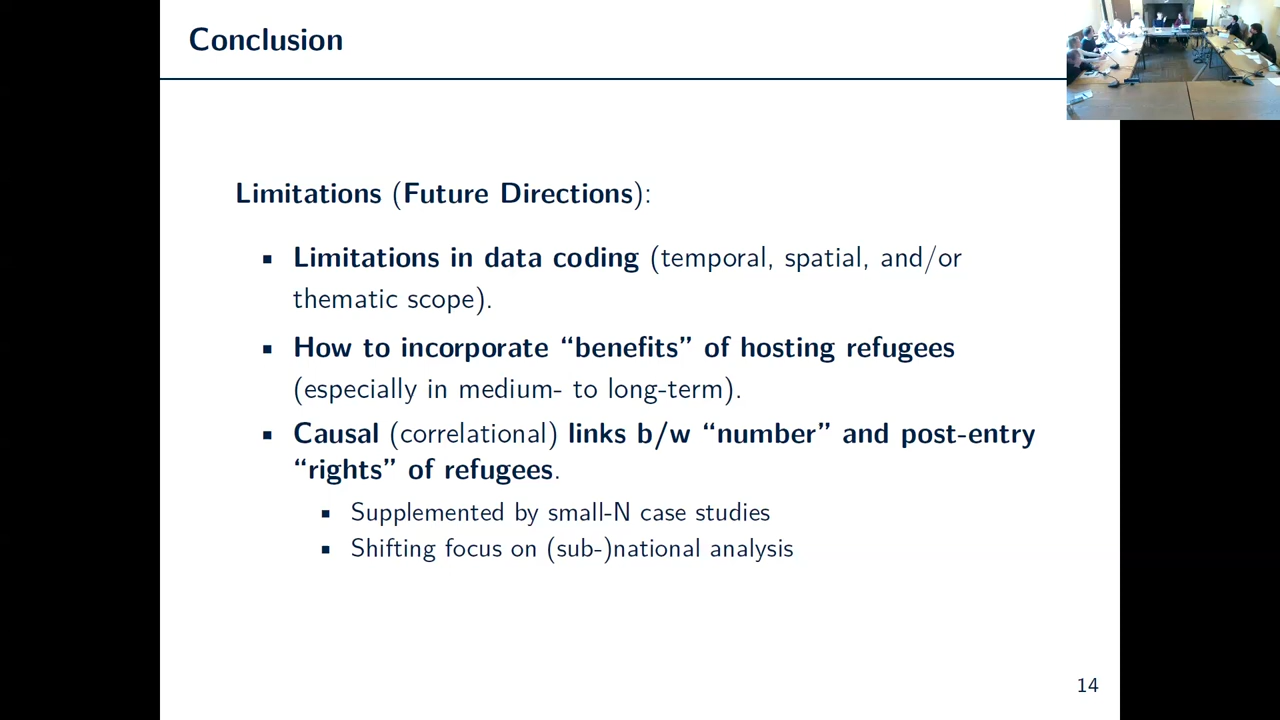 Conclusion
Limitations (Future Directions):
▪ Limitations in data coding (temporal, spatial, and/or
thematic scope).
▪ How to incorporate “benefits” of hosting refugees
(especially in medium- to long-term).
▪ Causal (correlational) links b/w “number” and post-entry
“rights” of refugees.
▪ Supplemented by small-N case studies
▪ Shifting focus on (sub-)national analysis
14